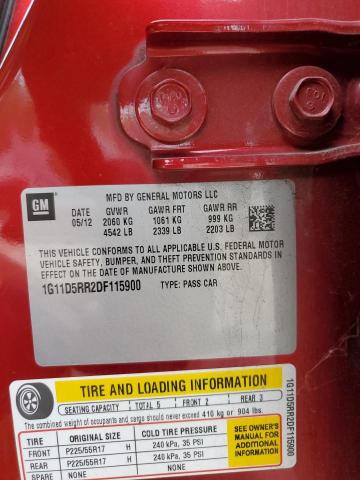 GM
MFD BY GENERAL MOTORS LLC
05/12
GVWR 2060 KG 4542 LB
GAWR FRT 1061 KG 2339 LB
GAWR RR 999 KG 2203 LB
THIS VEHICLE CONFORMS TO ALL APPLICABLE U.S. FEDERAL MOTOR
VEHICLE SAFETY, BUMPER, AND THEFT PREVENTION STANDARDS IN
EFFECT ON THE DATE OF MANUFACTURE SHOWN ABOVE.
1G11D5RR2DF115900 TYPE: PASS CAR
TIRE AND LOADING INFORMATION
SEATING CAPACITY TOTAL 5 FRONT 2 REAR 3
The combined weight of occupants and cargo should never exceed 410 kg or 904 lbs.
TIRE ORIGINAL SIZE COLD TIRE PRESSURE
FRONT P225/55R17 H 240 kPa, 35 PSI
REAR P225/55R17 H 240 kPa, 35 PSI
SEE OWNER'S
MANUAL FOR
ADDITIONAL
INFORMATION
1G11D5RR2DF115900